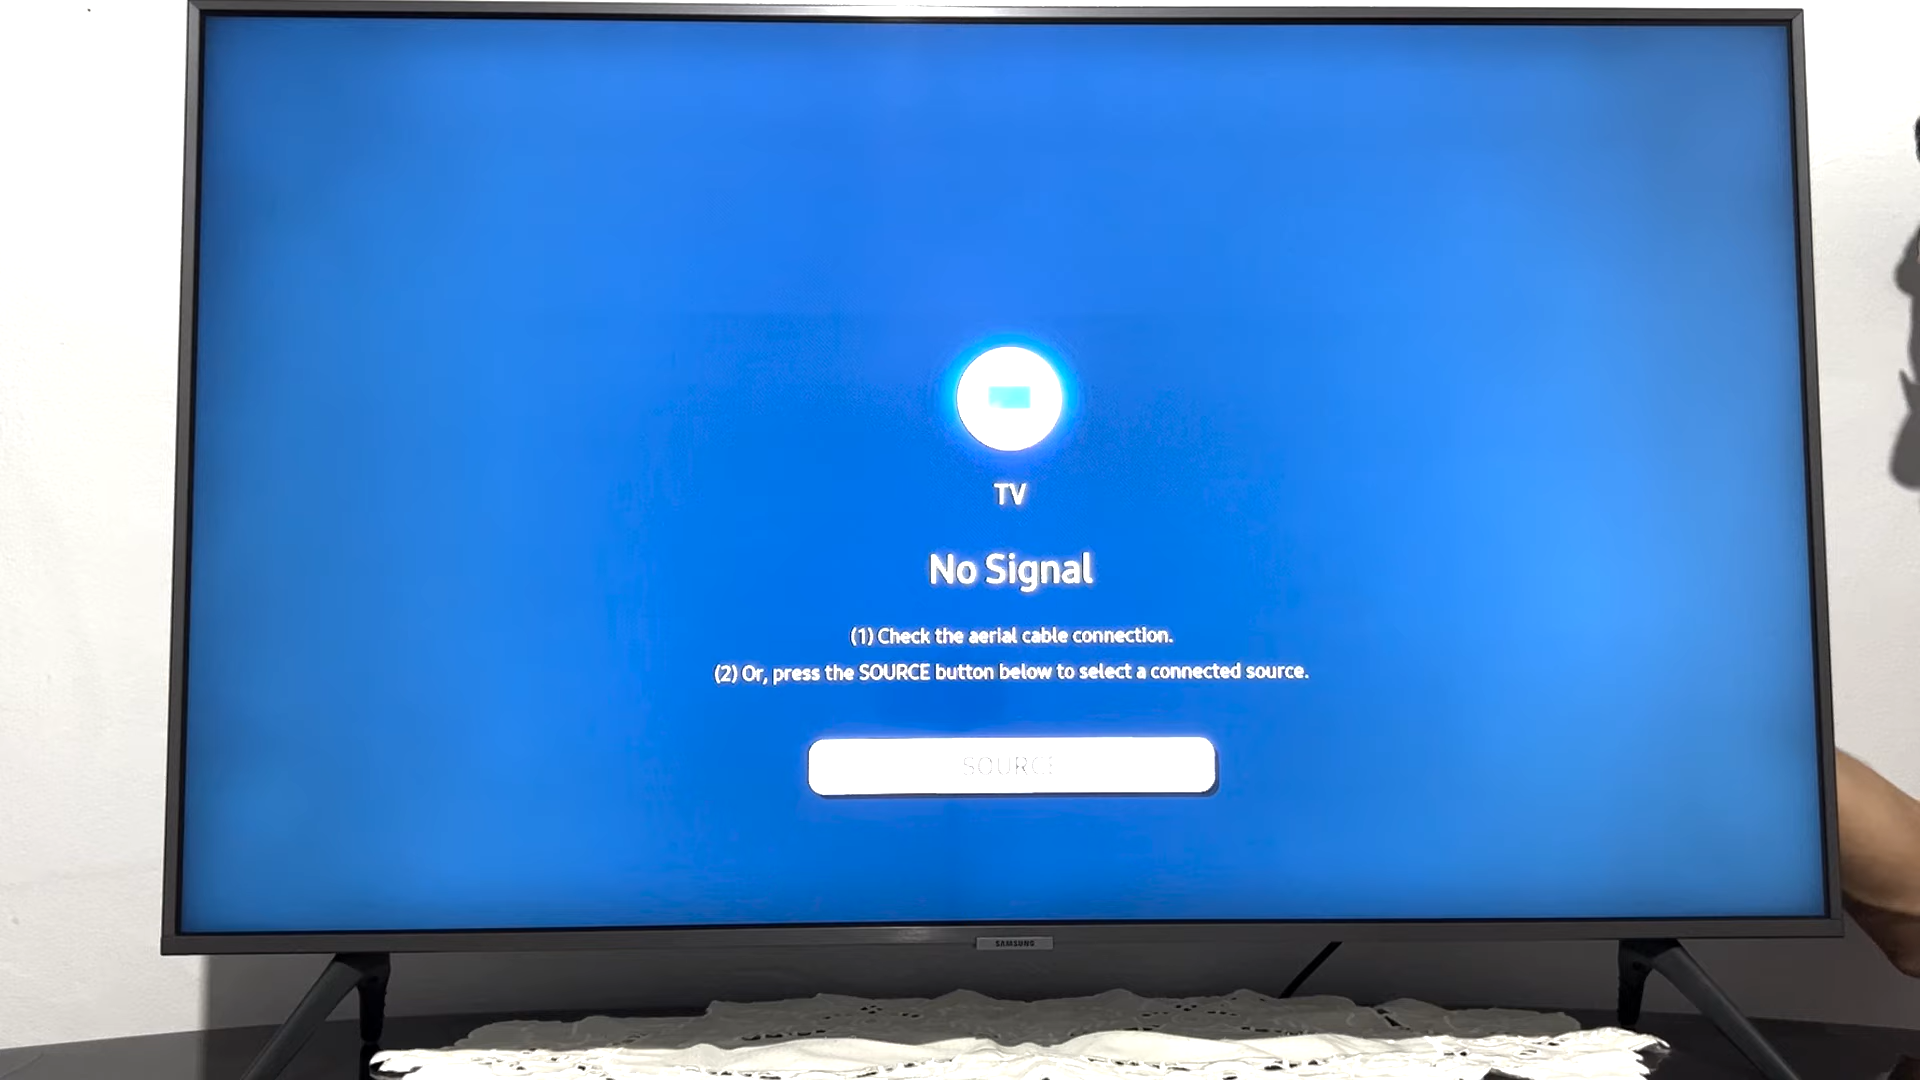 TV
No Signal
(1) Check the aerial cable connection.
(2) Or, press the SOURCE button below to select a connected source.
SOURCE
SAMSUNG